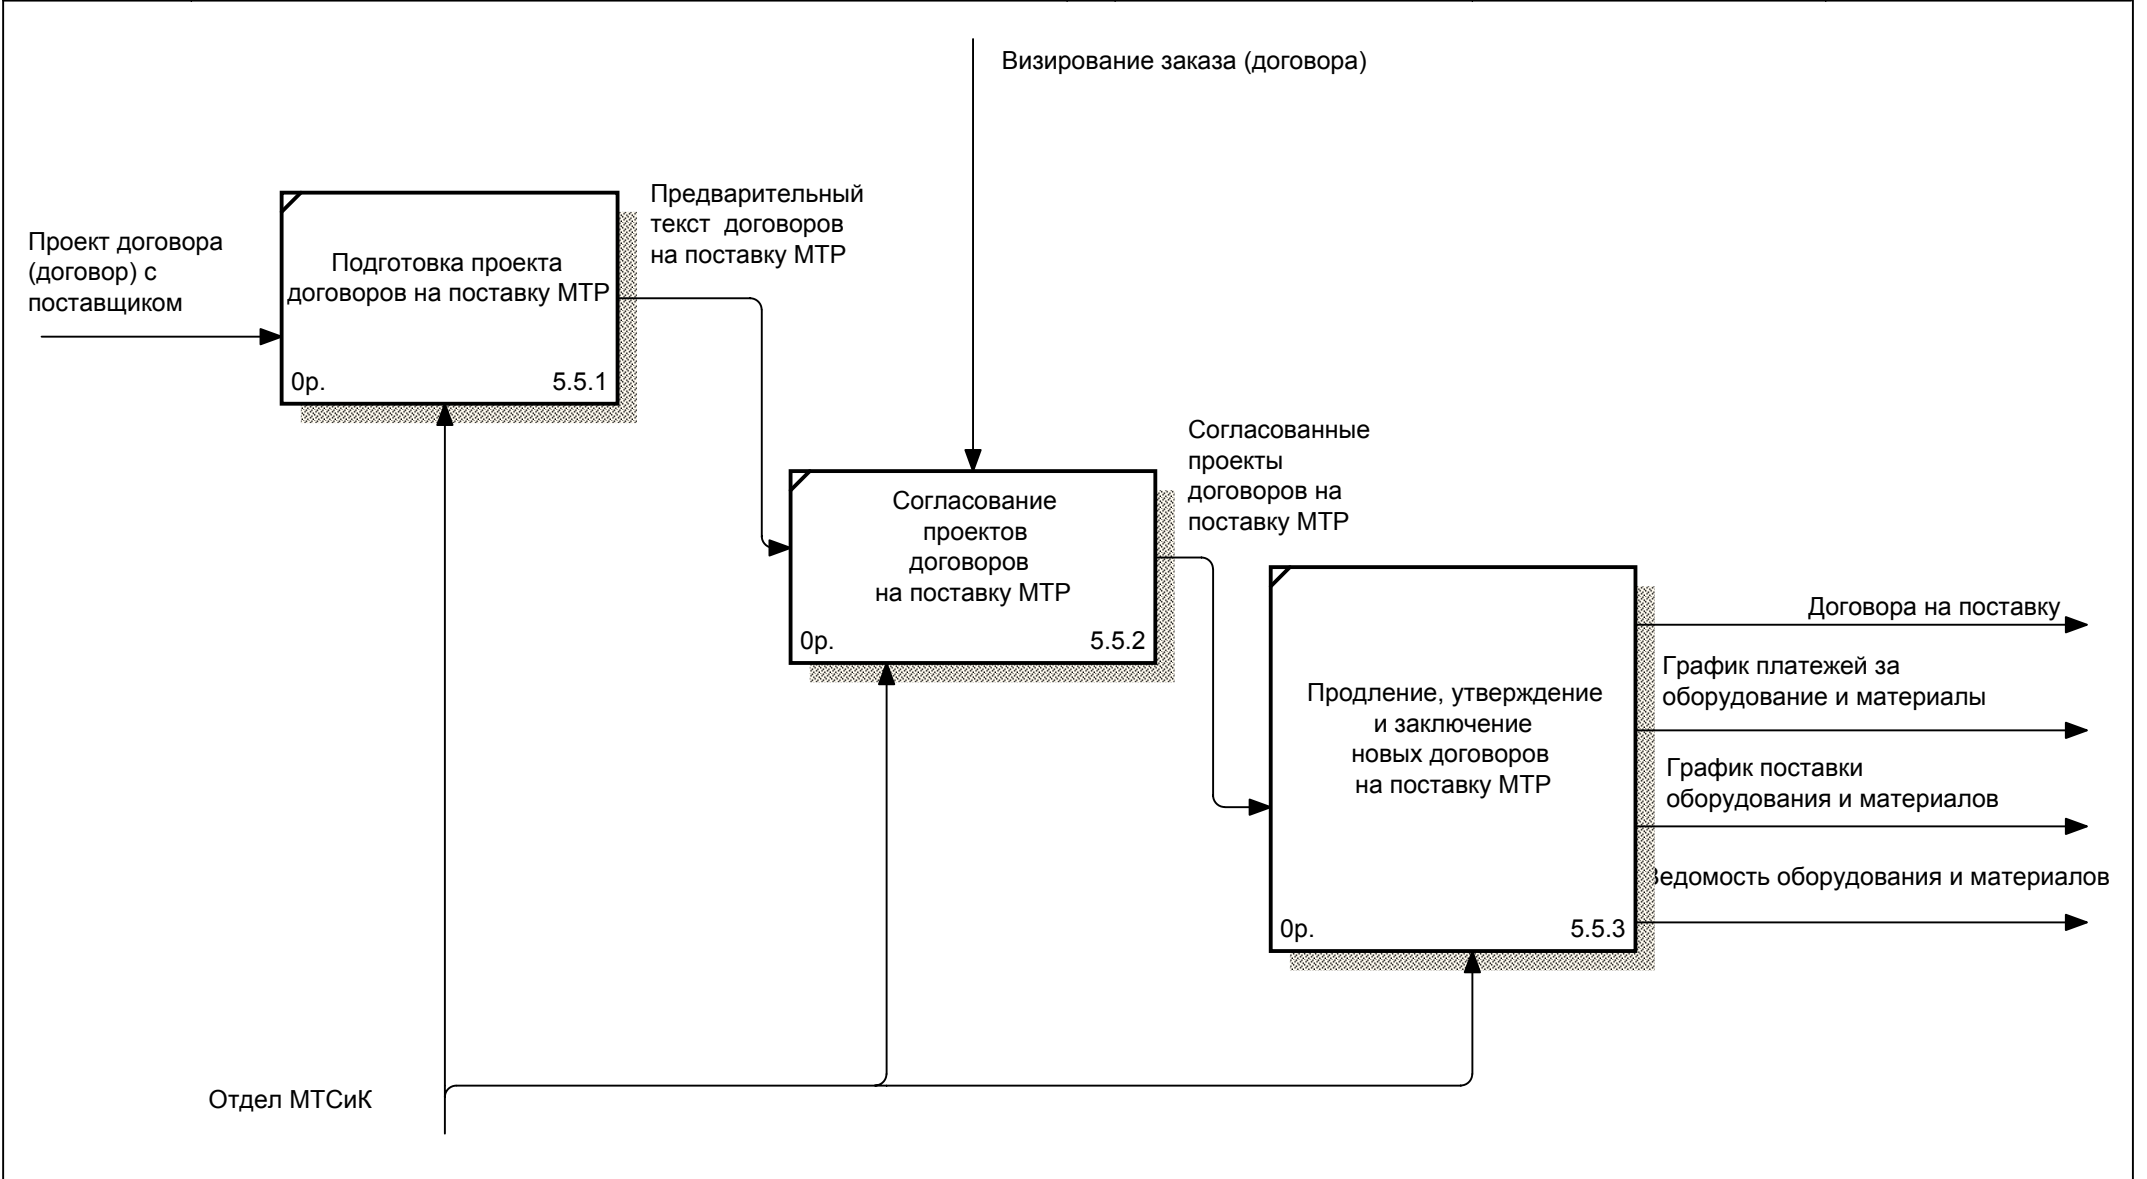 Визирование заказа (договора)
Проект договора
(договор) с
поставщиком
Подготовка проекта
договоров на поставку МТР
0р.
5.5.1
Предварительный
текст договоров
на поставку МТР
Согласование
проектов
договоров
на поставку МТР
0р.
5.5.2
Согласованные
проекты
договоров на
поставку МТР
Продление, утверждение
и заключение
новых договоров
на поставку МТР
0р.
5.5.3
Договора на поставку
График платежей за
оборудование и материалы
График поставки
оборудования и материалов
Ведомость оборудования и материалов
Отдел МТСиК